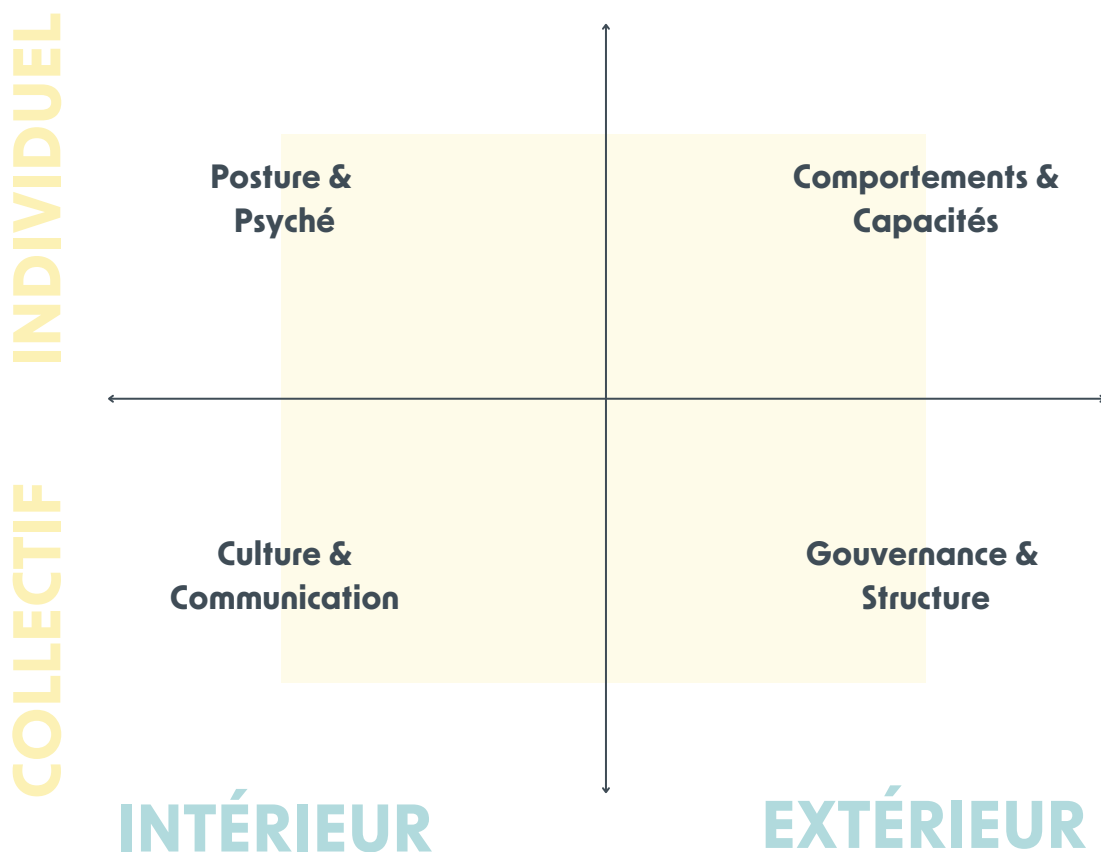 INDIVIDUEL
Posture &
Psyché
Comportements &
Capacités
COLLECTIF
Culture &
Communication
Gouvernance &
Structure
INTÉRIEUR
EXTÉRIEUR